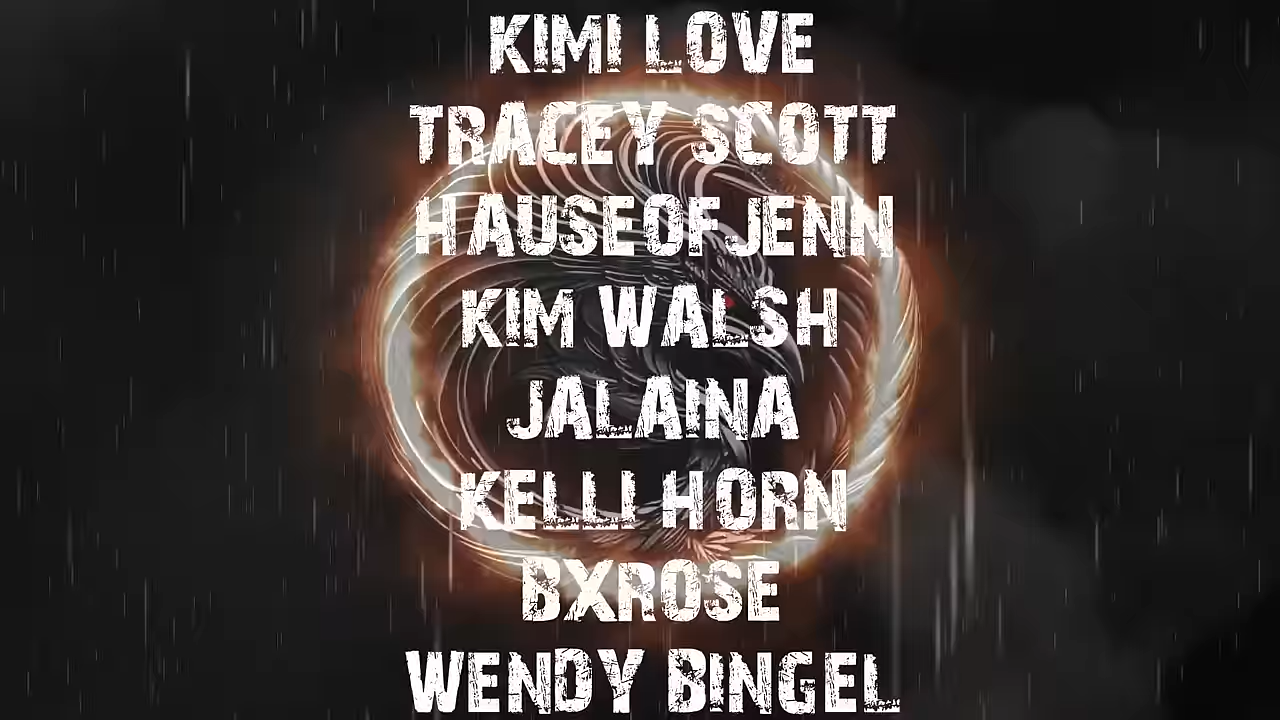 KIMI LOVE
TRACEY SCOTT
HAUSEOFJENN
KIM WALSH
JALAINA
KELLI HORN
BXROSE
WENDY BINGEL